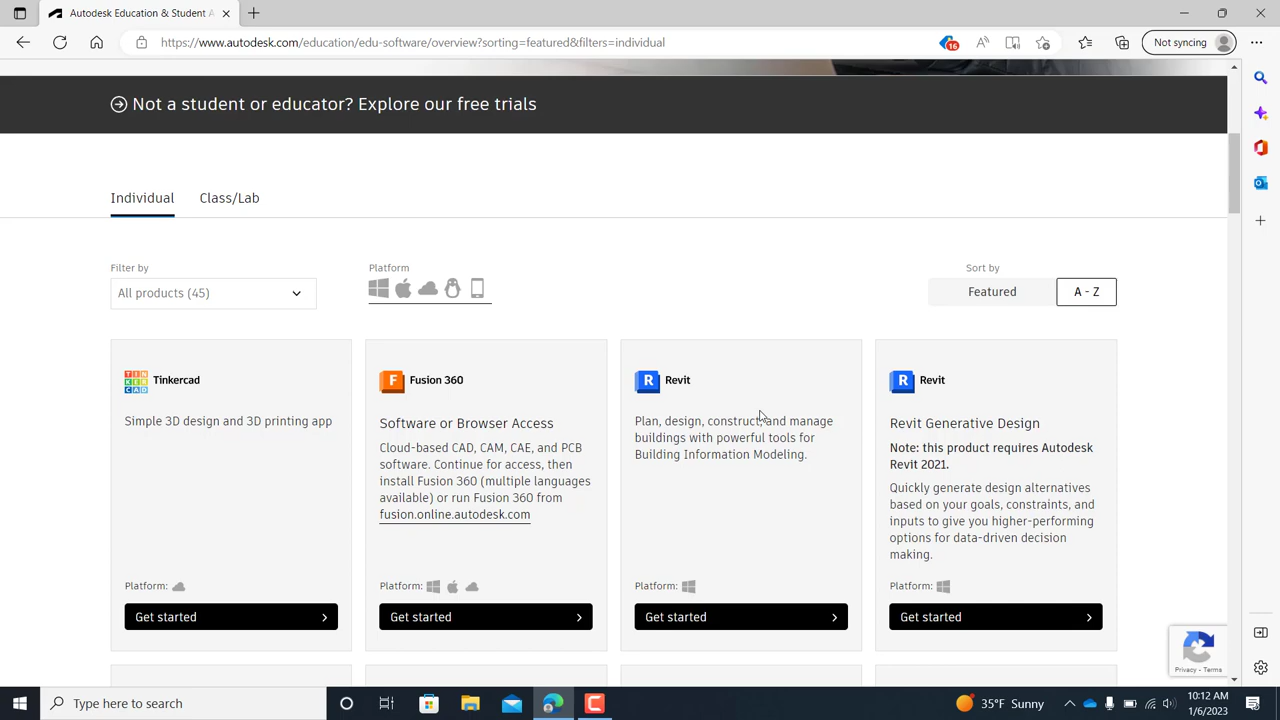 Autodesk Education & Student A
https://www.autodesk.com/education/edu-software/overview?sorting=featured&filters=individual
16
Not syncing
Not a student or educator? Explore our free trials
Individual
Class/Lab
Filter by
Platform
Sort by
All products (45)
Featured
A - Z
Tinkercad
Simple 3D design and 3D printing app
Platform:
Get started
Fusion 360
Software or Browser Access
Cloud-based CAD, CAM, CAE, and PCB
software. Continue for access, then
install Fusion 360 (multiple languages
available) or run Fusion 360 from
fusion.online.autodesk.com
Platform:
Get started
Revit
Plan, design, construct, and manage
buildings with powerful tools for
Building Information Modeling.
Platform:
Get started
Revit
Revit Generative Design
Note: this product requires Autodesk
Revit 2021.
Quickly generate design alternatives
based on your goals, constraints, and
inputs to give you higher-performing
options for data-driven decision
making.
Platform:
Get started
Privacy - Terms
Type here to search
35°F Sunny
10:12 AM
1/6/2023